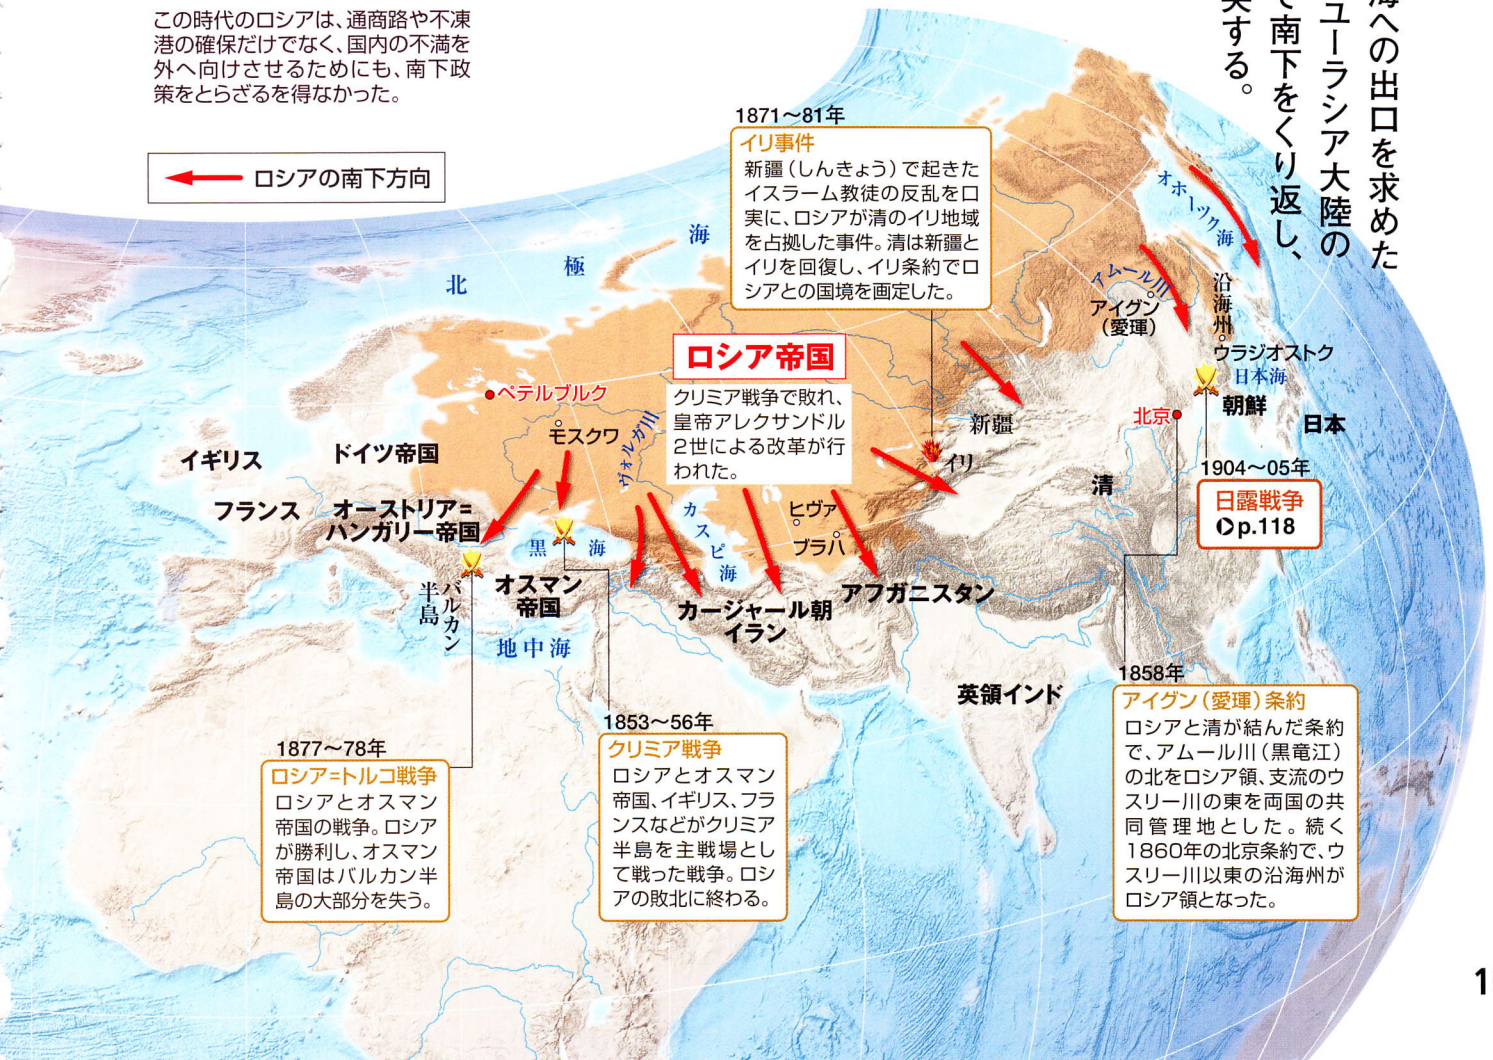 海への出口を求めた
ユーラシア大陸の
で南下をくり返し、
突する。
この時代のロシアは、通商路や不凍
港の確保だけでなく、国内の不満を
外へ向けさせるためにも、南下政
策をとらざるを得なかった。
ロシアの南下方向
1871〜81年
イリ事件
新疆（しんきょう）で起きた
イスラーム教徒の反乱を口
実に、ロシアが清のイリ地域
を占拠した事件。清は新疆と
イリを回復し、イリ条約でロ
シアとの国境を画定した。
北極海
オホーツク海
アムール川
アイグン
（愛琿）
沿海州
ウラジオストク
日本海
朝鮮
日本
北京
清
新疆
イリ
ロシア帝国
クリミア戦争で敗れ、
皇帝アレクサンドル
2世による改革が行
われた。
ペテルブルク
モスクワ
ヴォルガ川
イギリス
ドイツ帝国
フランス
オーストリア=
ハンガリー帝国
黒海
カスピ海
ヒヴァ
ブラハ
バルカン
半島
オスマン
帝国
地中海
カージャール朝
イラン
アフガニスタン
英領インド
1904〜05年
日露戦争
p.118
1877〜78年
ロシア=トルコ戦争
ロシアとオスマン
帝国の戦争。ロシア
が勝利し、オスマン
帝国はバルカン半
島の大部分を失う。
1853〜56年
クリミア戦争
ロシアとオスマン
帝国、イギリス、フラ
ンスなどがクリミア
半島を主戦場とし
て戦った戦争。ロシ
アの敗北に終わる。
1858年
アイグン（愛琿）条約
ロシアと清が結んだ条約
で、アムール川（黒竜江）
の北をロシア領、支流のウ
スリー川の東を両国の共
同管理地とした。続く
1860年の北京条約で、ウ
スリー川以東の沿海州が
ロシア領となった。
1